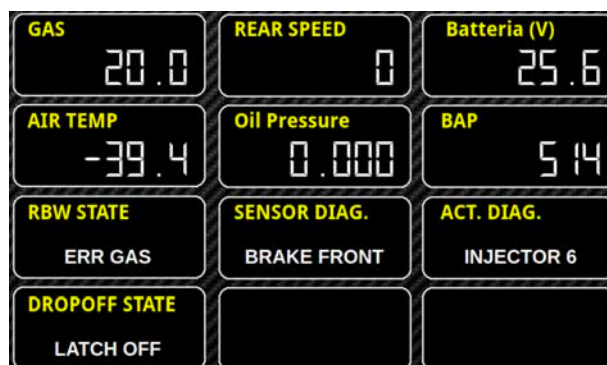 GAS
20.0
REAR SPEED
0
Batteria (V)
25.6
AIR TEMP
-39.4
Oil Pressure
0.000
BAP
514
RBW STATE
ERR GAS
SENSOR DIAG.
BRAKE FRONT
ACT. DIAG.
INJECTOR 6
DROPOFF STATE
LATCH OFF